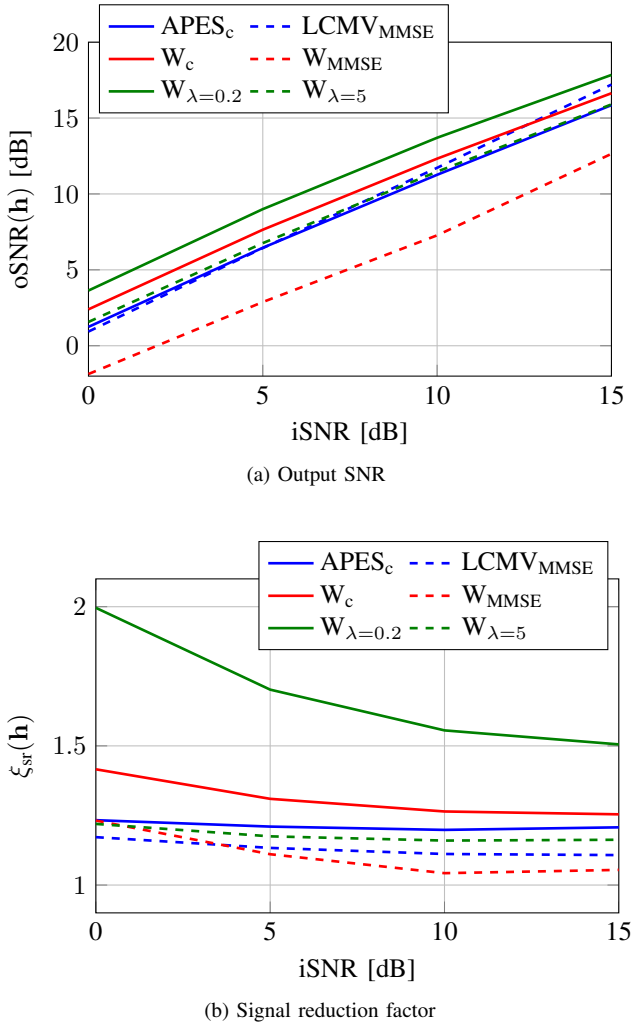 APES_c LCMV_MMSE
W_c W_MMSE
W_λ=0.2 W_λ=5
20
15
10
5
0
oSNR(h) [dB]
0 5 10 15
iSNR [dB]
(a) Output SNR
APES_c LCMV_MMSE
W_c W_MMSE
W_λ=0.2 W_λ=5
2
1.5
1
ξ_sr(h)
0 5 10 15
iSNR [dB]
(b) Signal reduction factor